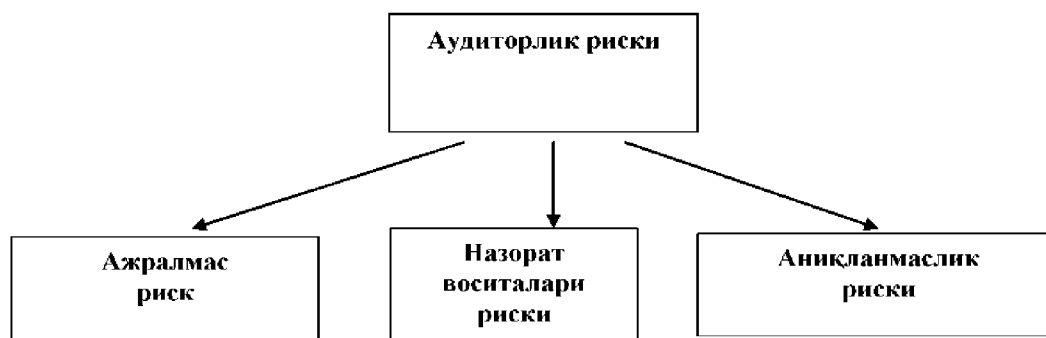 Аудиторлик риски
Ажралмас
риск
Назорат
воситалари
риски
Аниқланмаслик
риски